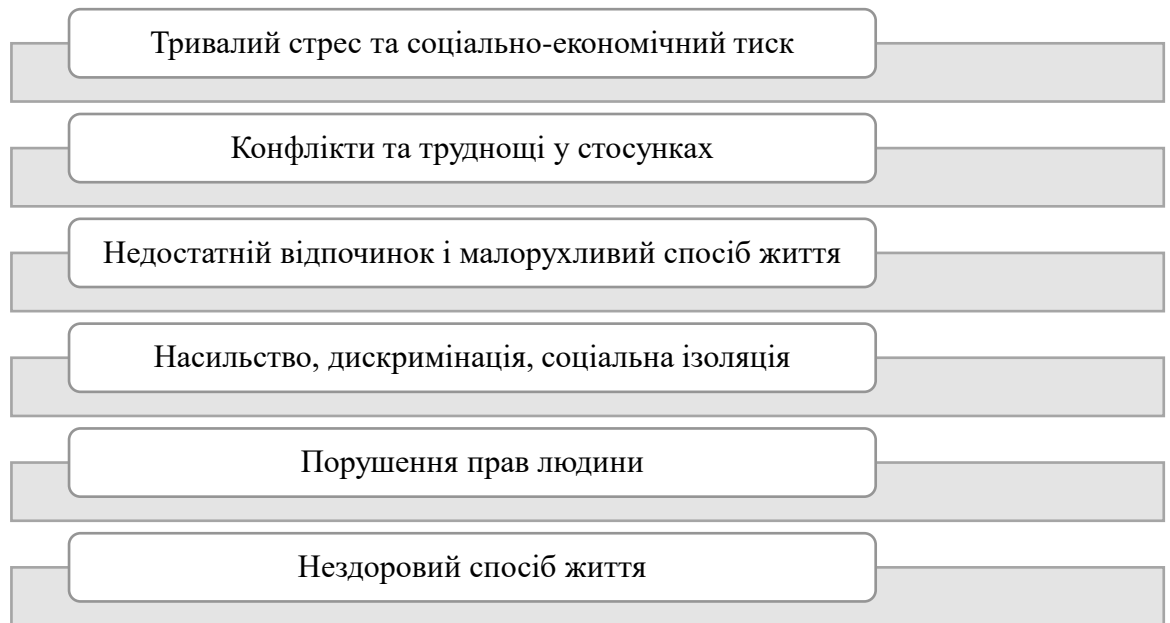 Тривалий стрес та соціально-економічний тиск
Конфлікти та труднощі у стосунках
Недостатній відпочинок і малорухливий спосіб життя
Насильство, дискримінація, соціальна ізоляція
Порушення прав людини
Нездоровий спосіб життя